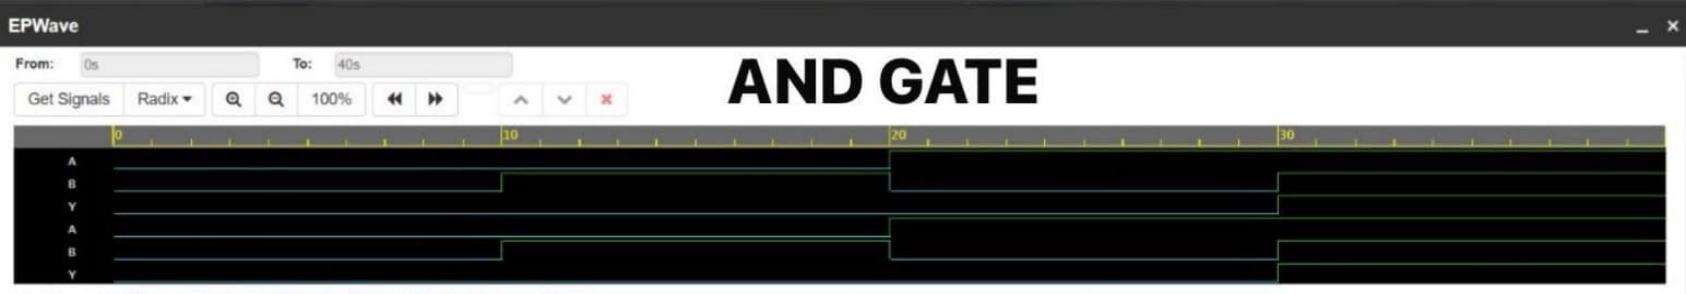 EPWave
From: 0s To: 40s
AND GATE
Get Signals Radix 100%
0 10 20 30
A
B
Y
A
B
Y